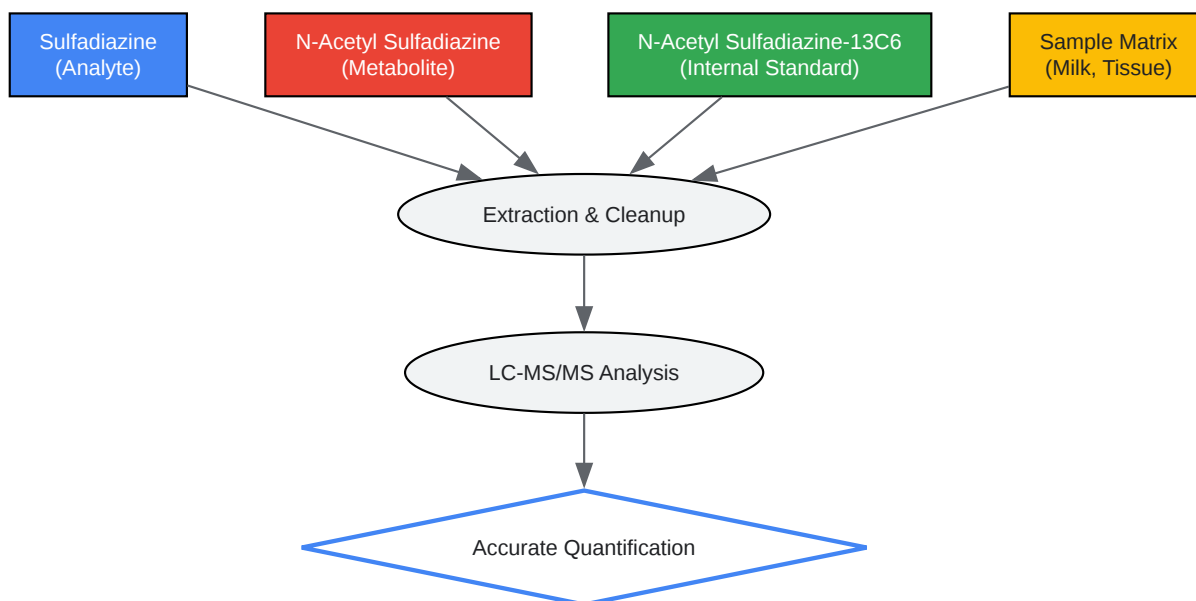 Sulfadiazine
(Analyte)
N-Acetyl Sulfadiazine
(Metabolite)
N-Acetyl Sulfadiazine-13C6
(Internal Standard)
Sample Matrix
(Milk, Tissue)
Extraction & Cleanup
LC-MS/MS Analysis
Accurate Quantification